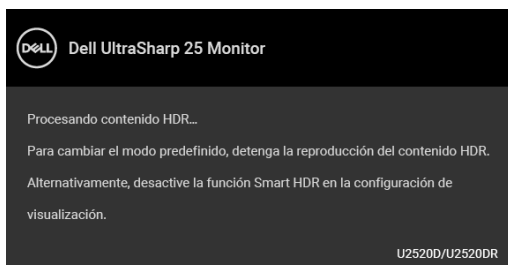 DELL Dell UltraSharp 25 Monitor
Procesando contenido HDR...
Para cambiar el modo predefinido, detenga la reproducción del contenido HDR.
Alternativamente, desactive la función Smart HDR en la configuración de
visualización.
U2520D/U2520DR